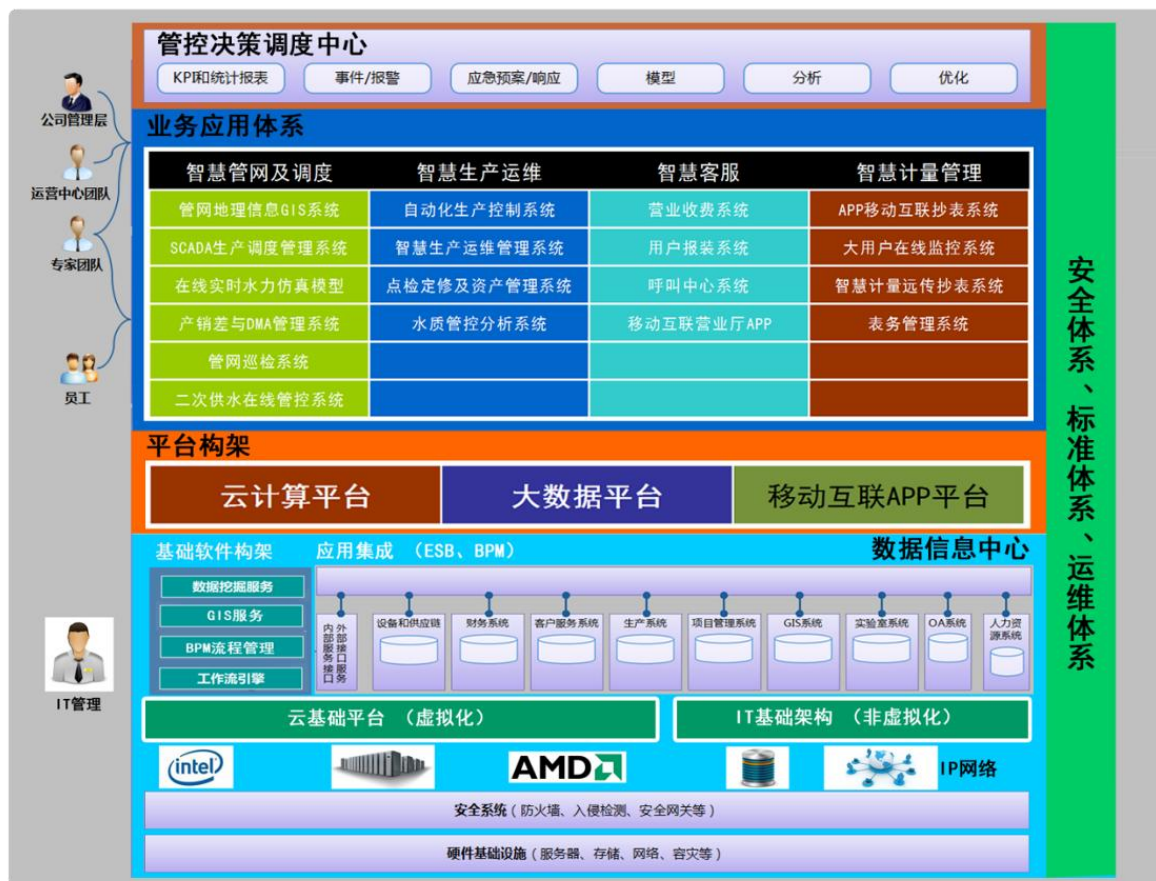 管控决策调度中心
KPI和统计报表
事件/报警
应急预案/响应
模型
分析
优化
公司管理层
运营中心团队
专家团队
员工
IT管理
业务应用体系
智慧管网及调度
智慧生产运维
智慧客服
智慧计量管理
管网地理信息GIS系统
自动化生产控制系统
营业收费系统
APP移动互联抄表系统
SCADA生产调度管理系统
智慧生产运维管理系统
用户报装系统
大用户在线监控系统
在线实时水力仿真模型
点检定修及资产管理系统
呼叫中心系统
智慧计量远传抄表系统
产销差与DMA管理系统
水质管控分析系统
移动互联营业厅APP
表务管理系统
管网巡检系统
二次供水在线管控系统
平台构架
云计算平台
大数据平台
移动互联APP平台
基础软件构架
应用集成 (ESB、BPM)
数据信息中心
数据挖掘服务
GIS服务
BPM流程管理
工作流引擎
内部服务接口
外部接口服务
设备和供应链
财务系统
客户服务系统
生产系统
项目管理系统
GIS系统
实验室系统
OA系统
人力资
源系统
云基础平台 (虚拟化)
IT基础架构 (非虚拟化)
intel
AMD
IP网络
安全系统(防火墙、入侵检测、安全网关等)
硬件基础设施(服务器、存储、网络、容灾等)
安全体系、标准体系、运维体系